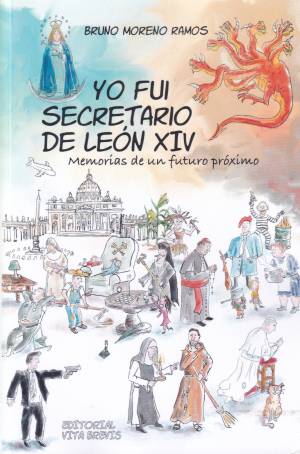 BRUNO MORENO RAMOS
YO FUI
SECRETARIO
DE LEÓN XIV
Memorias de un futuro próximo
EDITORIAL
VITA BREVIS